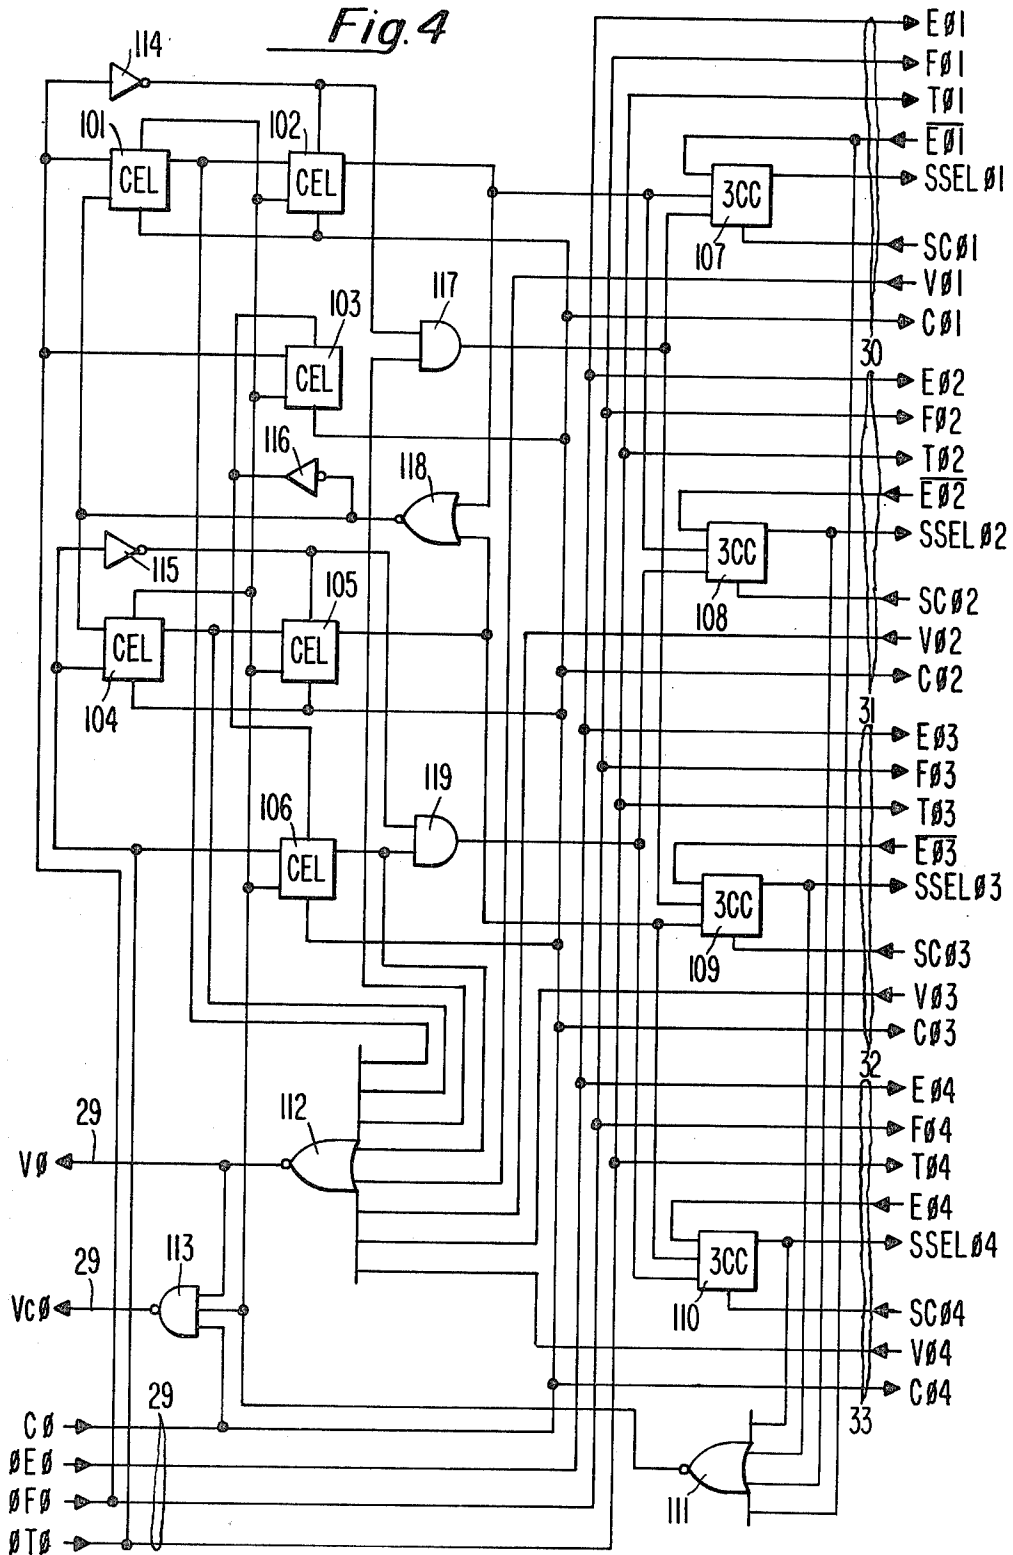 Fig. 4
114
EØ1
FØ1
TØ1
101
102
E̅Ø̅1̅
CEL
CEL
3CC
SSELØ1
107
SCØ1
VØ1
117
103
CØ1
30
CEL
EØ2
FØ2
116
118
TØ2
E̅Ø̅2̅
3CC
SSELØ2
115
105
108
SCØ2
CEL
CEL
VØ2
104
CØ2
31
EØ3
119
FØ3
106
TØ3
E̅Ø̅3̅
CEL
3CC
SSELØ3
109
SCØ3
VØ3
CØ3
32
EØ4
29
112
FØ4
VØ
TØ4
EØ4
113
3CC
SSELØ4
29
VcØ
110
SCØ4
VØ4
29
CØ4
33
CØ
ØEØ
ØFØ
111
ØTØ